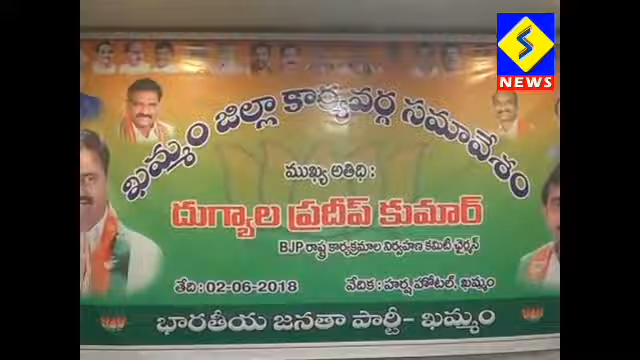 S
NEWS
ఖమ్మం జిల్లా కార్యవర్గ సమావేశం
ముఖ్య అతిథి :
దుగ్యాల ప్రదీప్ కుమార్
BJP రాష్ట్ర కార్యక్రమాల నిర్వహణ కమిటీ ఛైర్మన్
తేది : 02-06-2018 వేదిక : హర్ష హోటల్, ఖమ్మం
భారతీయ జనతా పార్టీ - ఖమ్మం